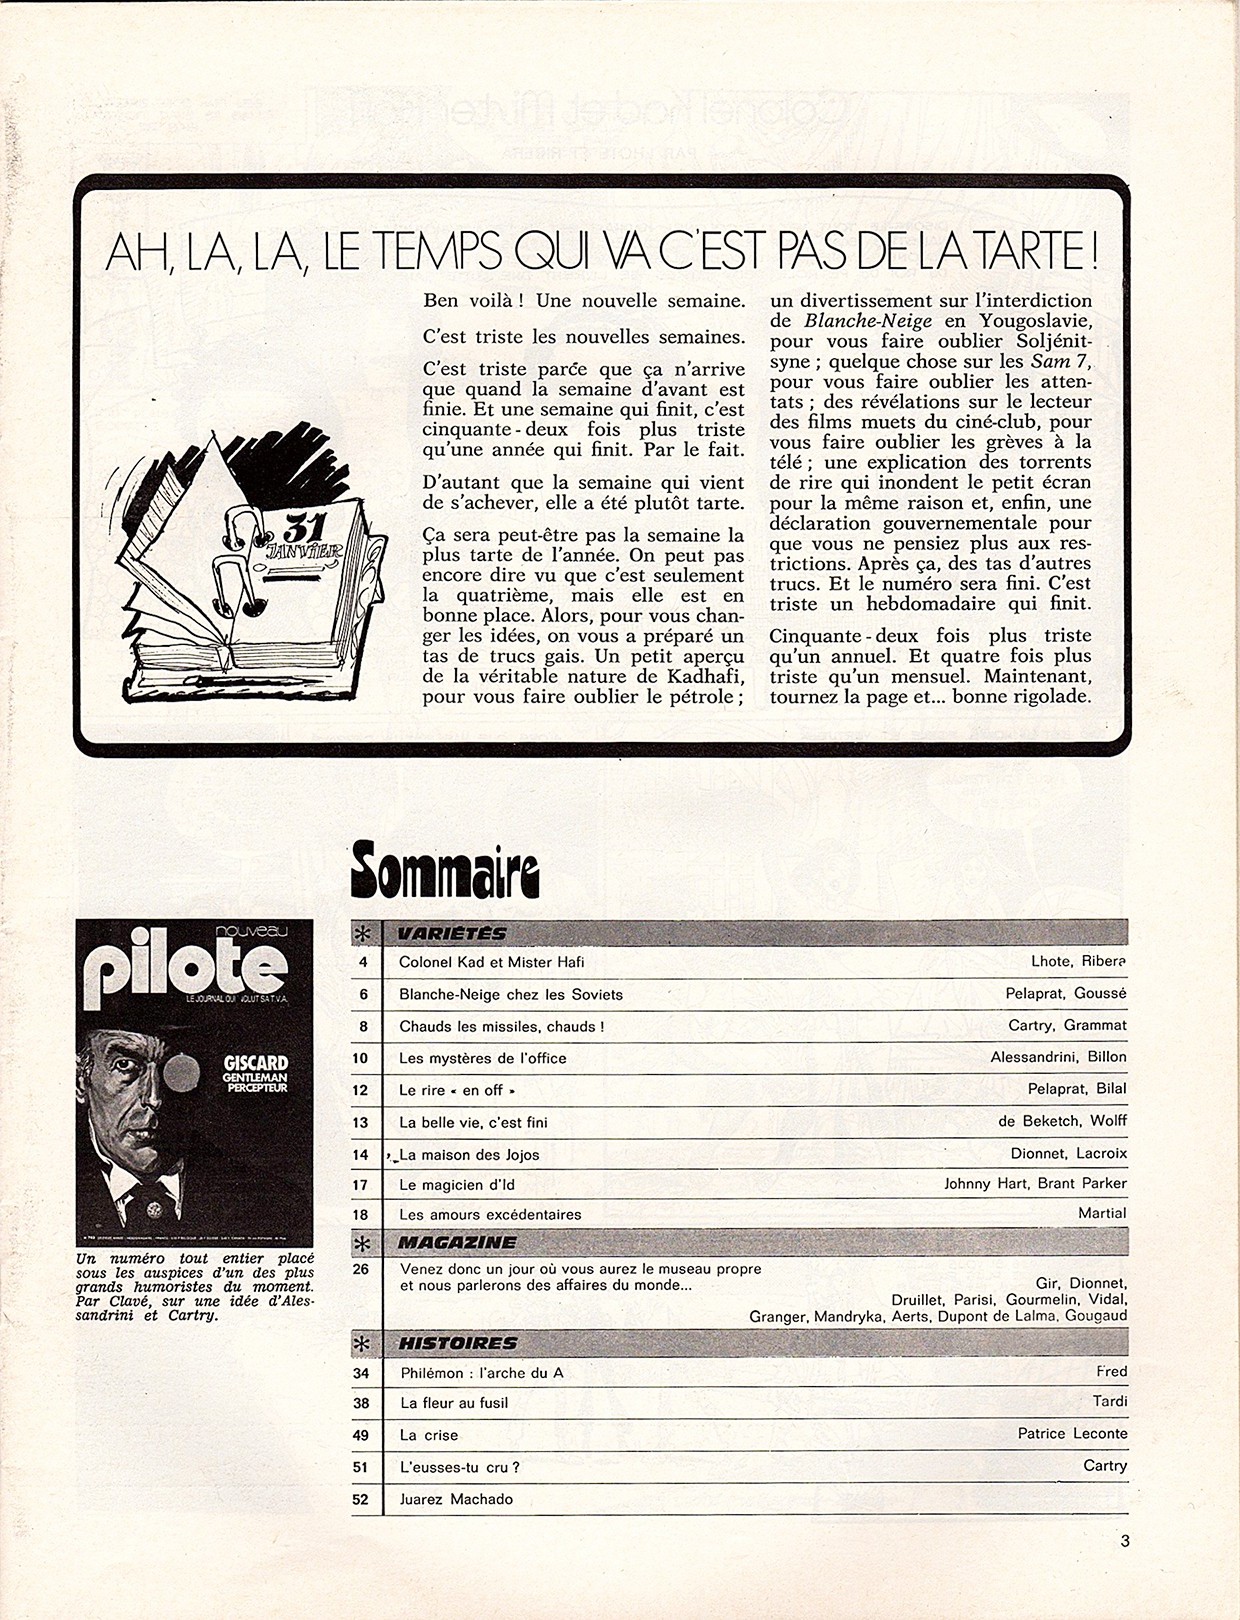 AH, LA, LA, LE TEMPS QUI VA C'EST PAS DE LA TARTE !
Ben voilà ! Une nouvelle semaine.
C'est triste les nouvelles semaines.
C'est triste parce que ça n'arrive
que quand la semaine d'avant est
finie. Et une semaine qui finit, c'est
cinquante-deux fois plus triste
qu'une année qui finit. Par le fait.
D'autant que la semaine qui vient
de s'achever, elle a été plutôt tarte.
Ça sera peut-être pas la semaine la
plus tarte de l'année. On peut pas
encore dire vu que c'est seulement
la quatrième, mais elle est en
bonne place. Alors, pour vous chan-
ger les idées, on vous a préparé un
tas de trucs gais. Un petit aperçu
de la véritable nature de Kadhafi,
pour vous faire oublier le pétrole ;
un divertissement sur l'interdiction
de Blanche-Neige en Yougoslavie,
pour vous faire oublier Soljénit-
syne ; quelque chose sur les Sam 7,
pour vous faire oublier les atten-
tats ; des révélations sur le lecteur
des films muets du ciné-club, pour
vous faire oublier les grèves à la
télé ; une explication des torrents
de rire qui inondent le petit écran
pour la même raison et, enfin, une
déclaration gouvernementale pour
que vous ne pensiez plus aux res-
trictions. Après ça, des tas d'autres
trucs. Et le numéro sera fini. C'est
triste un hebdomadaire qui finit.
Cinquante-deux fois plus triste
qu'un annuel. Et quatre fois plus
triste qu'un mensuel. Maintenant,
tournez la page et... bonne rigolade.
31
JANVIER
Sommaire
nouveau
pilote
LE JOURNAL QUI
GISCARD
GENTLEMAN
PERCEPTEUR
Un numéro tout entier placé
sous les auspices d'un des plus
grands humoristes du moment.
Par Clavé, sur une idée d'Ales-
sandrini et Cartry.
* VARIÉTÉS
4 Colonel Kad et Mister Hafi Lhote, Ribera
6 Blanche-Neige chez les Soviets Pelaprat, Goussé
8 Chauds les missiles, chauds ! Cartry, Grammat
10 Les mystères de l'office Alessandrini, Billon
12 Le rire « en off » Pelaprat, Bilal
13 La belle vie, c'est fini de Beketch, Wolff
14 La maison des Jojos Dionnet, Lacroix
17 Le magicien d'Id Johnny Hart, Brant Parker
18 Les amours excédentaires Martial
* MAGAZINE
26 Venez donc un jour où vous aurez le museau propre
et nous parlerons des affaires du monde... Gir, Dionnet,
Druillet, Parisi, Gourmelin, Vidal,
Granger, Mandryka, Aerts, Dupont de Lalma, Gougaud
* HISTOIRES
34 Philémon : l'arche du A Fred
38 La fleur au fusil Tardi
49 La crise Patrice Leconte
51 L'eusses-tu cru ? Cartry
52 Juarez Machado
3